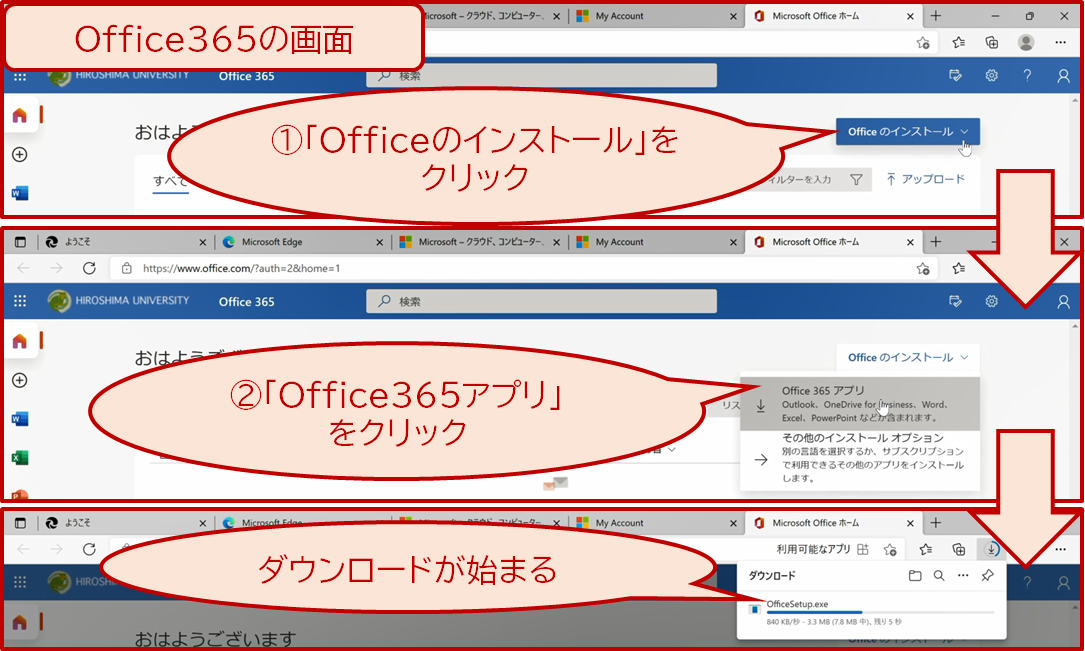 Office365の画面
Microsoft – クラウド、コンピューター、
My Account
Microsoft Office ホーム
HIROSHIMA UNIVERSITY
Office 365
検索
おはよ
①「Officeのインストール」を
クリック
Office のインストール
すべて
ィルターを入力
アップロード
ようこそ
Microsoft Edge
Microsoft – クラウド、コンピューター、
My Account
Microsoft Office ホーム
https://www.office.com/?auth=2&home=1
HIROSHIMA UNIVERSITY
Office 365
検索
おはようござい
Office のインストール
②「Office365アプリ」
をクリック
リス
Office 365 アプリ
Outlook、OneDrive for Business、Word、
Excel、PowerPoint などが含まれます。
その他のインストール オプション
別の言語を選択するか、サブスクリプション
で利用できるその他のアプリをインストール
します。
ようこそ
Microsoft Edge
My Account
Microsoft Office ホーム
利用可能なアプリ
ダウンロードが始まる
ダウンロード
OfficeSetup.exe
840 KB/秒 - 3.3 MB (7.8 MB 中)、残り 5 秒
HIROSH
おはようございます
Office のインストール